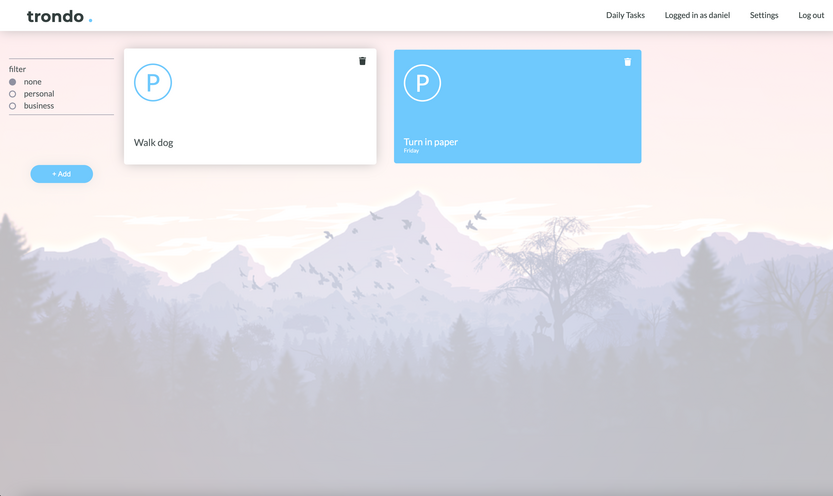 trondo .
Daily Tasks
Logged in as daniel
Settings
Log out
filter
none
personal
business
+ Add
P
Walk dog
P
Turn in paper
Friday